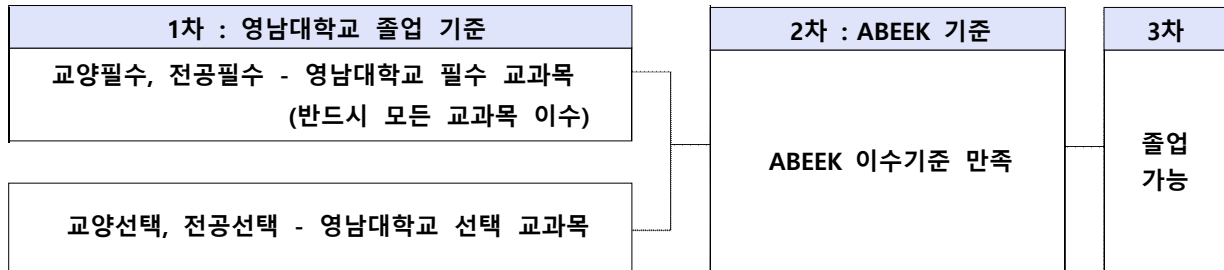 1차 : 영남대학교 졸업 기준
교양필수, 전공필수 - 영남대학교 필수 교과목
(반드시 모든 교과목 이수)
교양선택, 전공선택 - 영남대학교 선택 교과목
2차 : ABEEK 기준
ABEEK 이수기준 만족
3차
졸업
가능